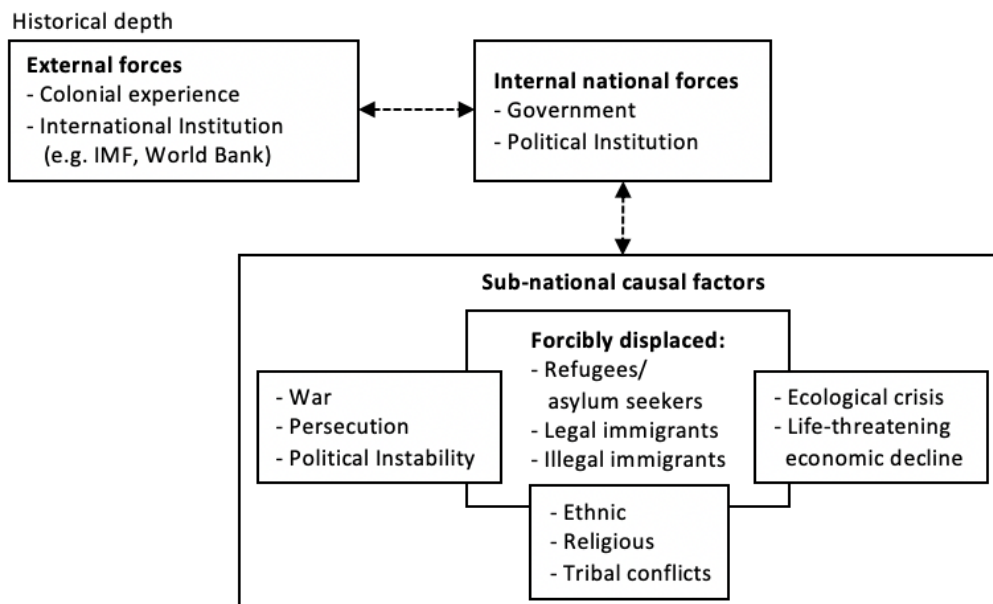 Historical depth
External forces
- Colonial experience
- International Institution
(e.g. IMF, World Bank)
Internal national forces
- Government
- Political Institution
Sub-national causal factors
Forcibly displaced:
- Refugees/
asylum seekers
- Legal immigrants
- Illegal immigrants
- War
- Persecution
- Political Instability
- Ecological crisis
- Life-threatening
economic decline
- Ethnic
- Religious
- Tribal conflicts